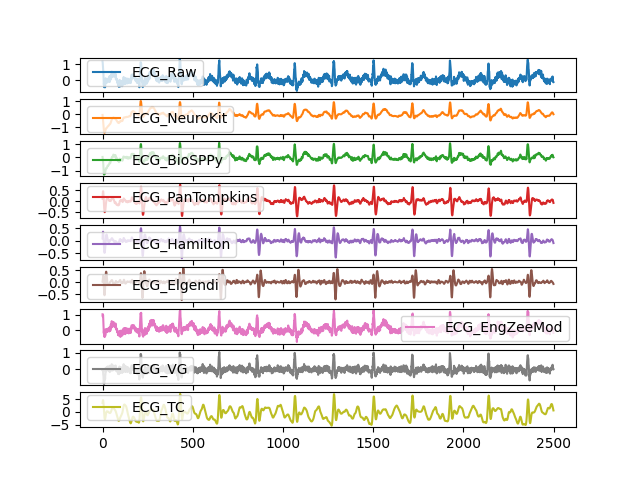 1
0
ECG_Raw
1
0
−1
ECG_NeuroKit
1
0
−1
ECG_BioSPPy
0.5
0.0
−0.5
ECG_PanTompkins
0.5
0.0
−0.5
ECG_Hamilton
0.5
0.0
−0.5
ECG_Elgendi
1
0
ECG_EngZeeMod
1
0
ECG_VG
5
0
−5
ECG_TC
0 500 1000 1500 2000 2500